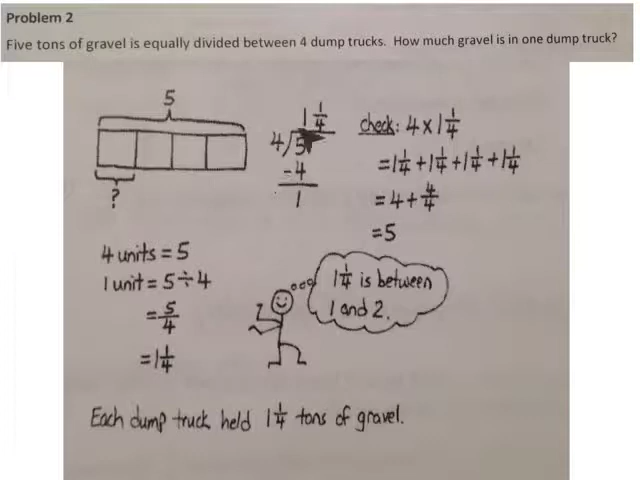 Problem 2
Five tons of gravel is equally divided between 4 dump trucks. How much gravel is in one dump truck?
5
?
1 1/4
4)5
-4
1
check: 4 × 1 1/4
= 1 1/4 + 1 1/4 + 1 1/4 + 1 1/4
= 4 + 4/4
= 5
4 units = 5
1 unit = 5 ÷ 4
= 5/4
= 1 1/4
1 1/4 is between
1 and 2.
Each dump truck held 1 1/4 tons of gravel.